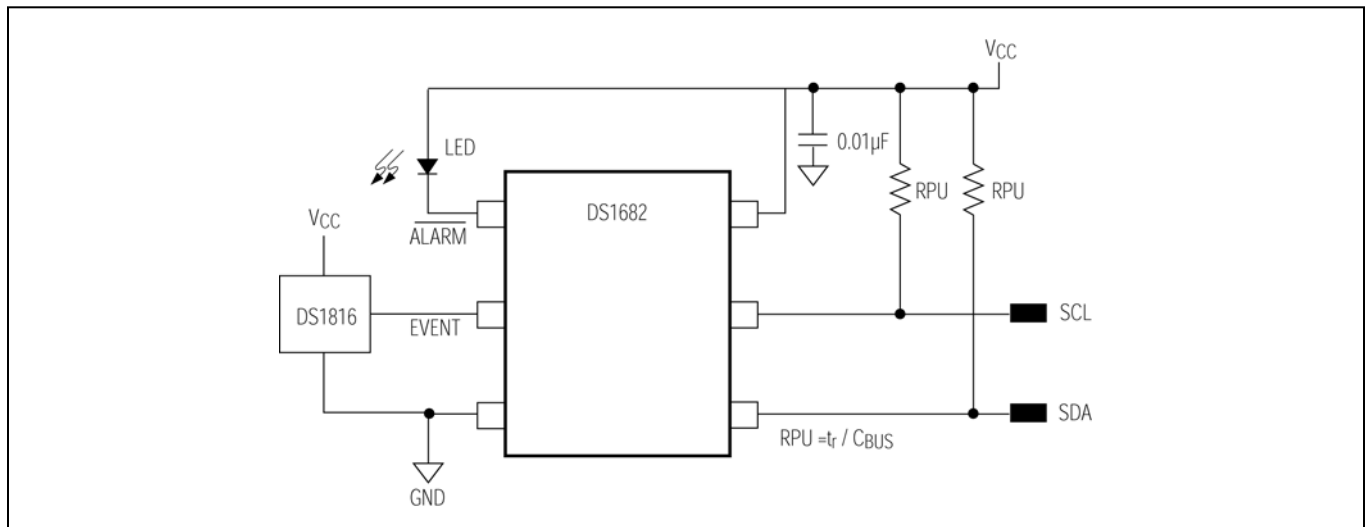 VCC
LED
0.01µF
RPU
RPU
DS1682
ALARM
VCC
DS1816
EVENT
SCL
SDA
RPU =tr / CBUS
GND